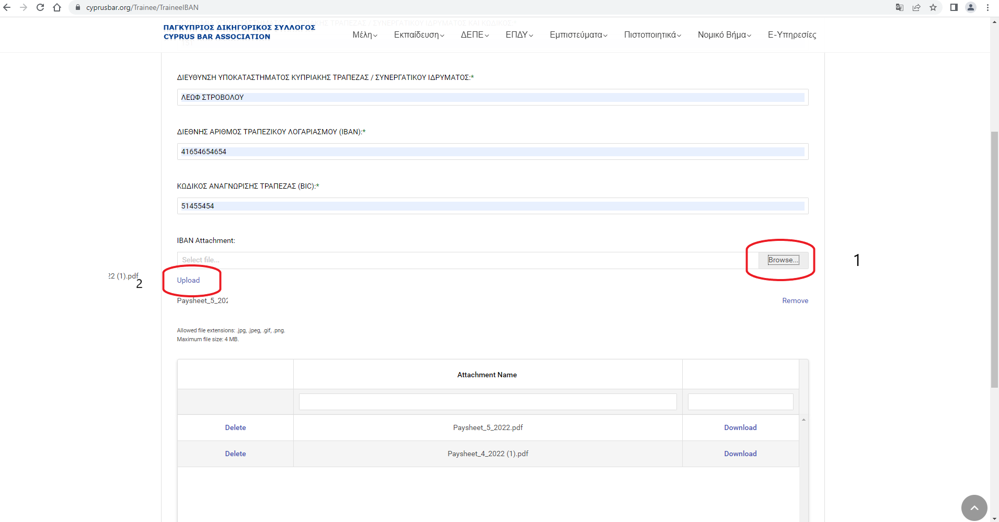 cyprusbar.org/Trainee/TraineeIBAN
ΠΑΓΚΥΠΡΙΟΣ ΔΙΚΗΓΟΡΙΚΟΣ ΣΥΛΛΟΓΟΣ
CYPRUS BAR ASSOCIATION
Μέλη Εκπαίδευση ΔΕΠΕ ΕΠΔΥ Εμπιστεύματα Πιστοποιητικά Νομικό Βήμα Ε-Υπηρεσίες
ΔΙΕΥΘΥΝΣΗ ΥΠΟΚΑΤΑΣΤΗΜΑΤΟΣ ΚΥΠΡΙΑΚΗΣ ΤΡΑΠΕΖΑΣ / ΣΥΝΕΡΓΑΤΙΚΟΥ ΙΔΡΥΜΑΤΟΣ:*
ΛΕΩΦ ΣΤΡΟΒΟΛΟΥ
ΔΙΕΘΝΗΣ ΑΡΙΘΜΟΣ ΤΡΑΠΕΖΙΚΟΥ ΛΟΓΑΡΙΑΣΜΟΥ (IBAN):*
41654654654
ΚΩΔΙΚΟΣ ΑΝΑΓΝΩΡΙΣΗΣ ΤΡΑΠΕΖΑΣ (BIC):*
51455454
IBAN Attachment:
Select file... Browse... 1
22 (1).pdf
2 Upload
Paysheet_5_202 Remove
Allowed file extensions: .jpg, .jpeg, .gif, .png.
Maximum file size: 4 MB.
Attachment Name
Delete Paysheet_5_2022.pdf Download
Delete Paysheet_4_2022 (1).pdf Download